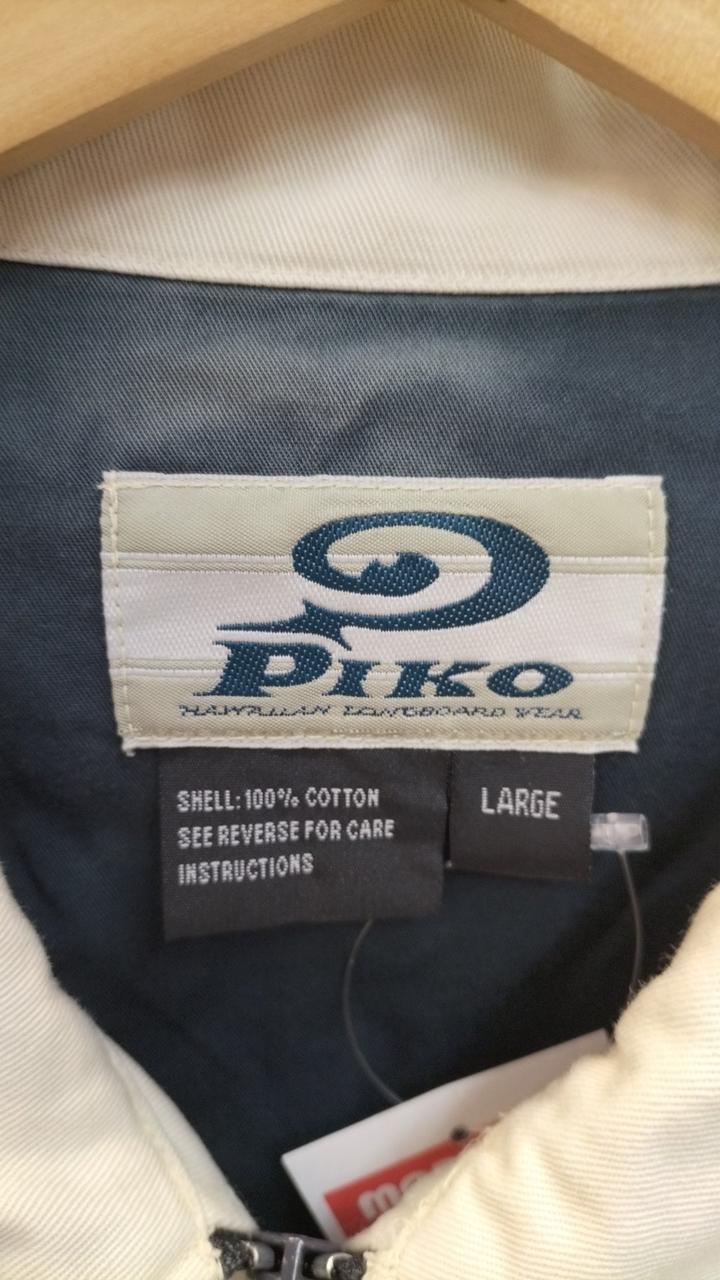 PIKO
HAWAIIAN LONGBOARD WEAR
SHELL: 100% COTTON
SEE REVERSE FOR CARE
INSTRUCTIONS
LARGE